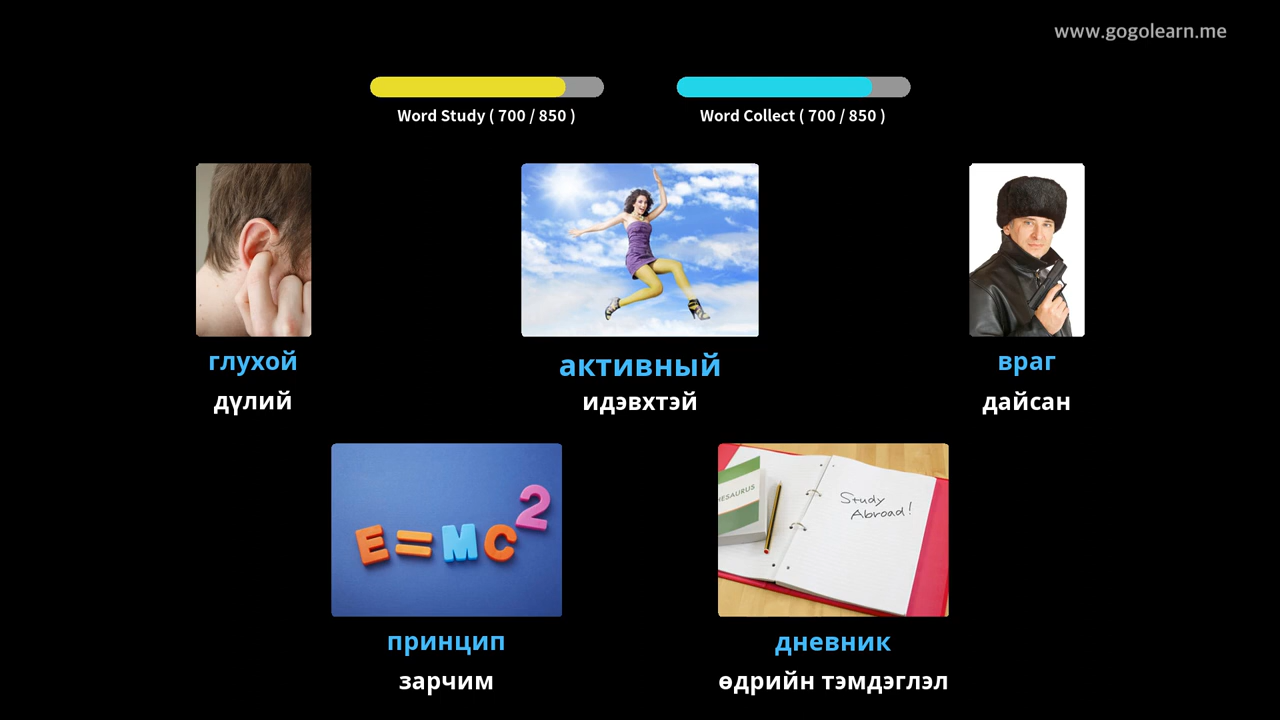 www.gogolearn.me
Word Study ( 700 / 850 )
Word Collect ( 700 / 850 )
глухой
дүлий
активный
идэвхтэй
враг
дайсан
E=MC2
принцип
зарчим
HESAURUS
Study
Abroad!
дневник
өдрийн тэмдэглэл